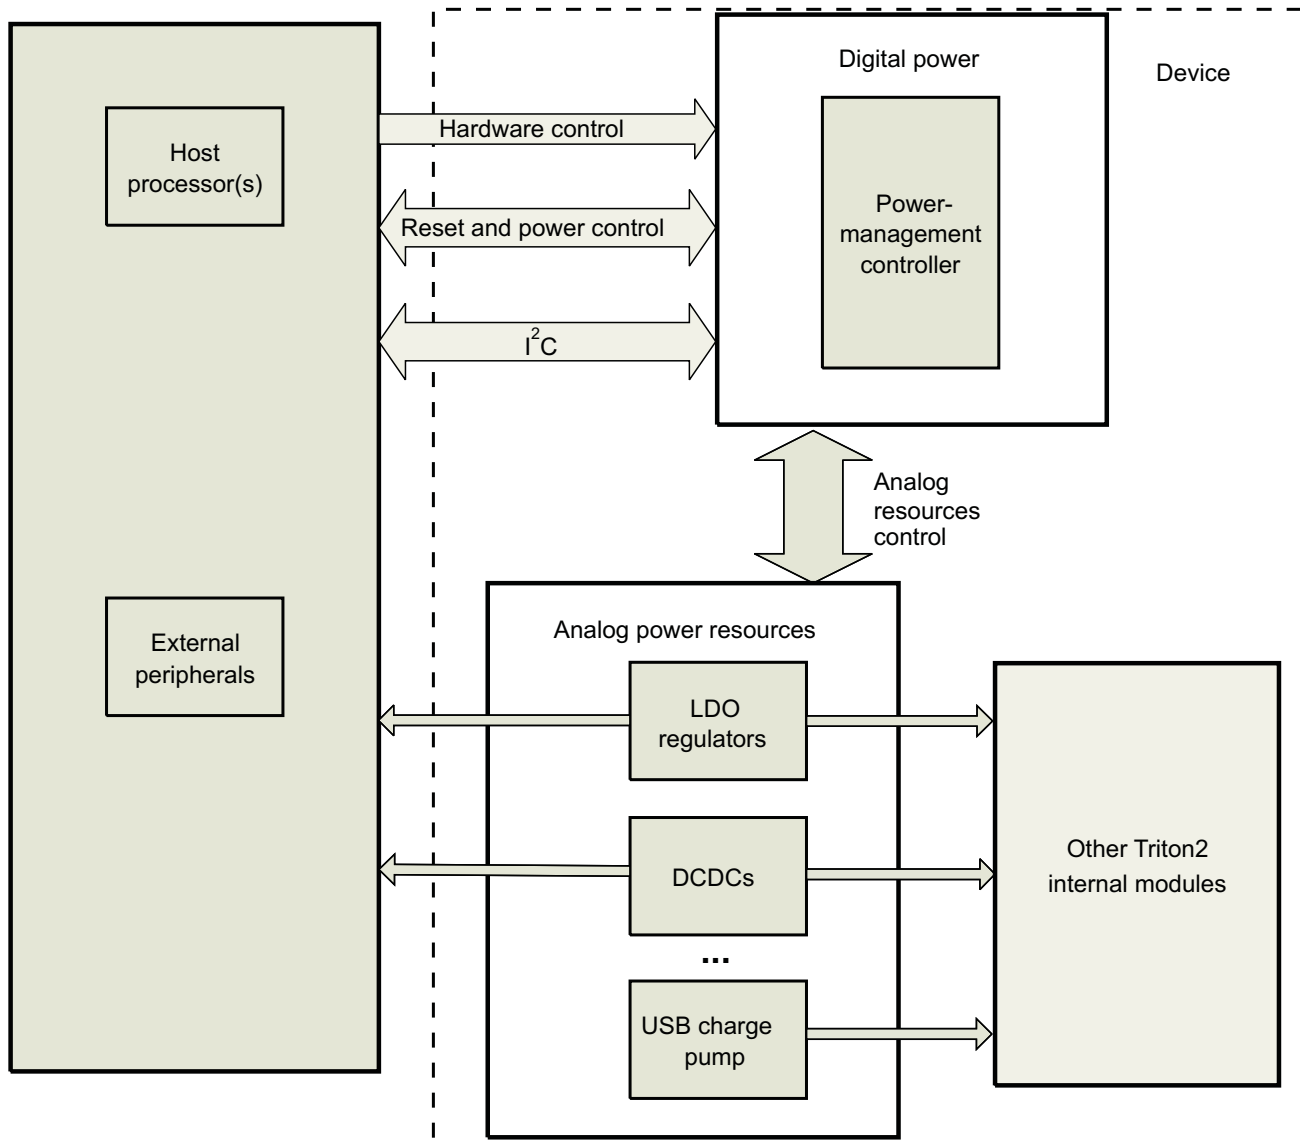 Digital power
Device
Hardware control
Host
processor(s)
Reset and power control
Power-
management
controller
I²C
Analog
resources
control
Analog power resources
External
peripherals
LDO
regulators
DCDCs
Other Triton2
internal modules
...
USB charge
pump